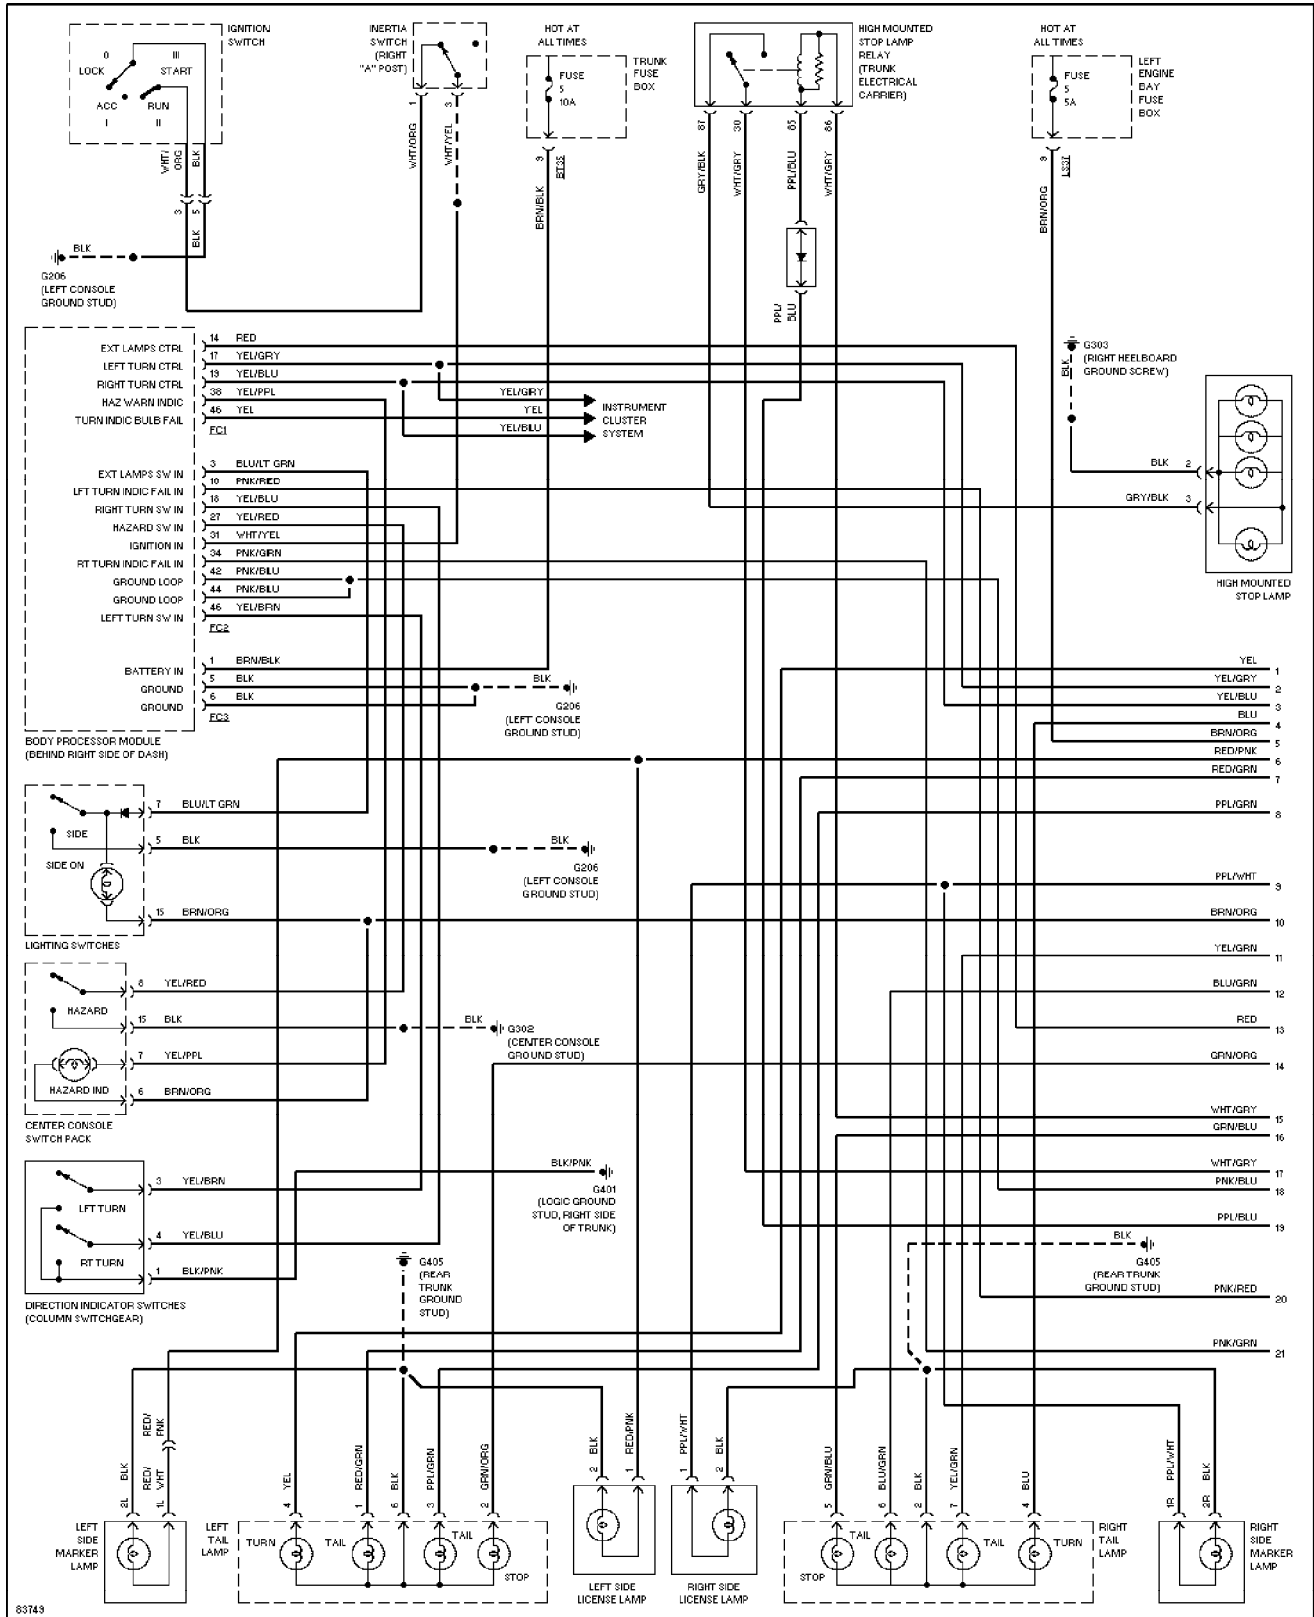 IGNITION
SWITCH
0
III
LOCK
START
ACC
RUN
I
II
WHT/
ORG
BLK
3
5
BLK
BLK
G206
(LEFT CONSOLE
GROUND STUD)
INERTIA
SWITCH
(RIGHT
"A" POST)
1
3
WHT/ORG
WHT/YEL
HOT AT
ALL TIMES
FUSE
5
10A
TRUNK
FUSE
BOX
9
BT35
BRN/BLK
HIGH MOUNTED
STOP LAMP
RELAY
(TRUNK
ELECTRICAL
CARRIER)
87
30
85
86
GRY/BLK
WHT/GRY
PPL/BLU
WHT/GRY
PPL/
BLU
HOT AT
ALL TIMES
FUSE
5
5A
LEFT
ENGINE
BAY
FUSE
BOX
9
LS37
BRN/ORG
G303
(RIGHT HEELBOARD
GROUND SCREW)
BLK
BLK 2
GRY/BLK 3
HIGH MOUNTED
STOP LAMP
EXT LAMPS CTRL 14 RED
LEFT TURN CTRL 17 YEL/GRY
RIGHT TURN CTRL 19 YEL/BLU
HAZ WARN INDIC 38 YEL/PPL
TURN INDIC BULB FAIL 46 YEL
FC1
YEL/GRY
YEL
YEL/BLU
INSTRUMENT
CLUSTER
SYSTEM
EXT LAMPS SW IN 3 BLU/LT GRN
LFT TURN INDIC FAIL IN 10 PNK/RED
RIGHT TURN SW IN 18 YEL/BLU
HAZARD SW IN 27 YEL/RED
IGNITION IN 31 WHT/YEL
RT TURN INDIC FAIL IN 34 PNK/GRN
GROUND LOOP 42 PNK/BLU
GROUND LOOP 44 PNK/BLU
LEFT TURN SW IN 46 YEL/BRN
FC2
BATTERY IN 1 BRN/BLK
GROUND 5 BLK
GROUND 6 BLK
FC3
BLK
G206
(LEFT CONSOLE
GROUND STUD)
BODY PROCESSOR MODULE
(BEHIND RIGHT SIDE OF DASH)
YEL 1
YEL/GRY 2
YEL/BLU 3
BLU 4
BRN/ORG 5
RED/PNK 6
RED/GRN 7
PPL/GRN 8
PPL/WHT 9
BRN/ORG 10
YEL/GRN 11
BLU/GRN 12
RED 13
GRN/ORG 14
WHT/GRY 15
GRN/BLU 16
WHT/GRY 17
PNK/BLU 18
PPL/BLU 19
PNK/RED 20
PNK/GRN 21
7 BLU/LT GRN
SIDE
5 BLK
SIDE ON
15 BRN/ORG
LIGHTING SWITCHES
BLK
G206
(LEFT CONSOLE
GROUND STUD)
8 YEL/RED
HAZARD
15 BLK
7 YEL/PPL
HAZARD IND
6 BRN/ORG
CENTER CONSOLE
SWITCH PACK
BLK
G302
(CENTER CONSOLE
GROUND STUD)
3 YEL/BRN
LFT TURN
4 YEL/BLU
RT TURN
1 BLK/PNK
DIRECTION INDICATOR SWITCHES
(COLUMN SWITCHGEAR)
BLK/PNK
G401
(LOGIC GROUND
STUD, RIGHT SIDE
OF TRUNK)
G405
(REAR
TRUNK
GROUND
STUD)
BLK
G405
(REAR TRUNK
GROUND STUD)
2L
BLK
RED/
PNK
RED/
WHT
1L
LEFT
SIDE
MARKER
LAMP
4 YEL
1 RED/GRN
6 BLK
3 PPL/GRN
2 GRN/ORG
LEFT
TAIL
LAMP
TURN
TAIL
TAIL
STOP
2 BLK
1 RED/PNK
LEFT SIDE
LICENSE LAMP
1 PPL/WHT
2 BLK
RIGHT SIDE
LICENSE LAMP
5 GRN/BLU
6 BLU/GRN
2 BLK
7 YEL/GRN
4 BLU
TAIL
STOP
TAIL
TURN
RIGHT
TAIL
LAMP
1R PPL/WHT
2R BLK
RIGHT
SIDE
MARKER
LAMP
83749